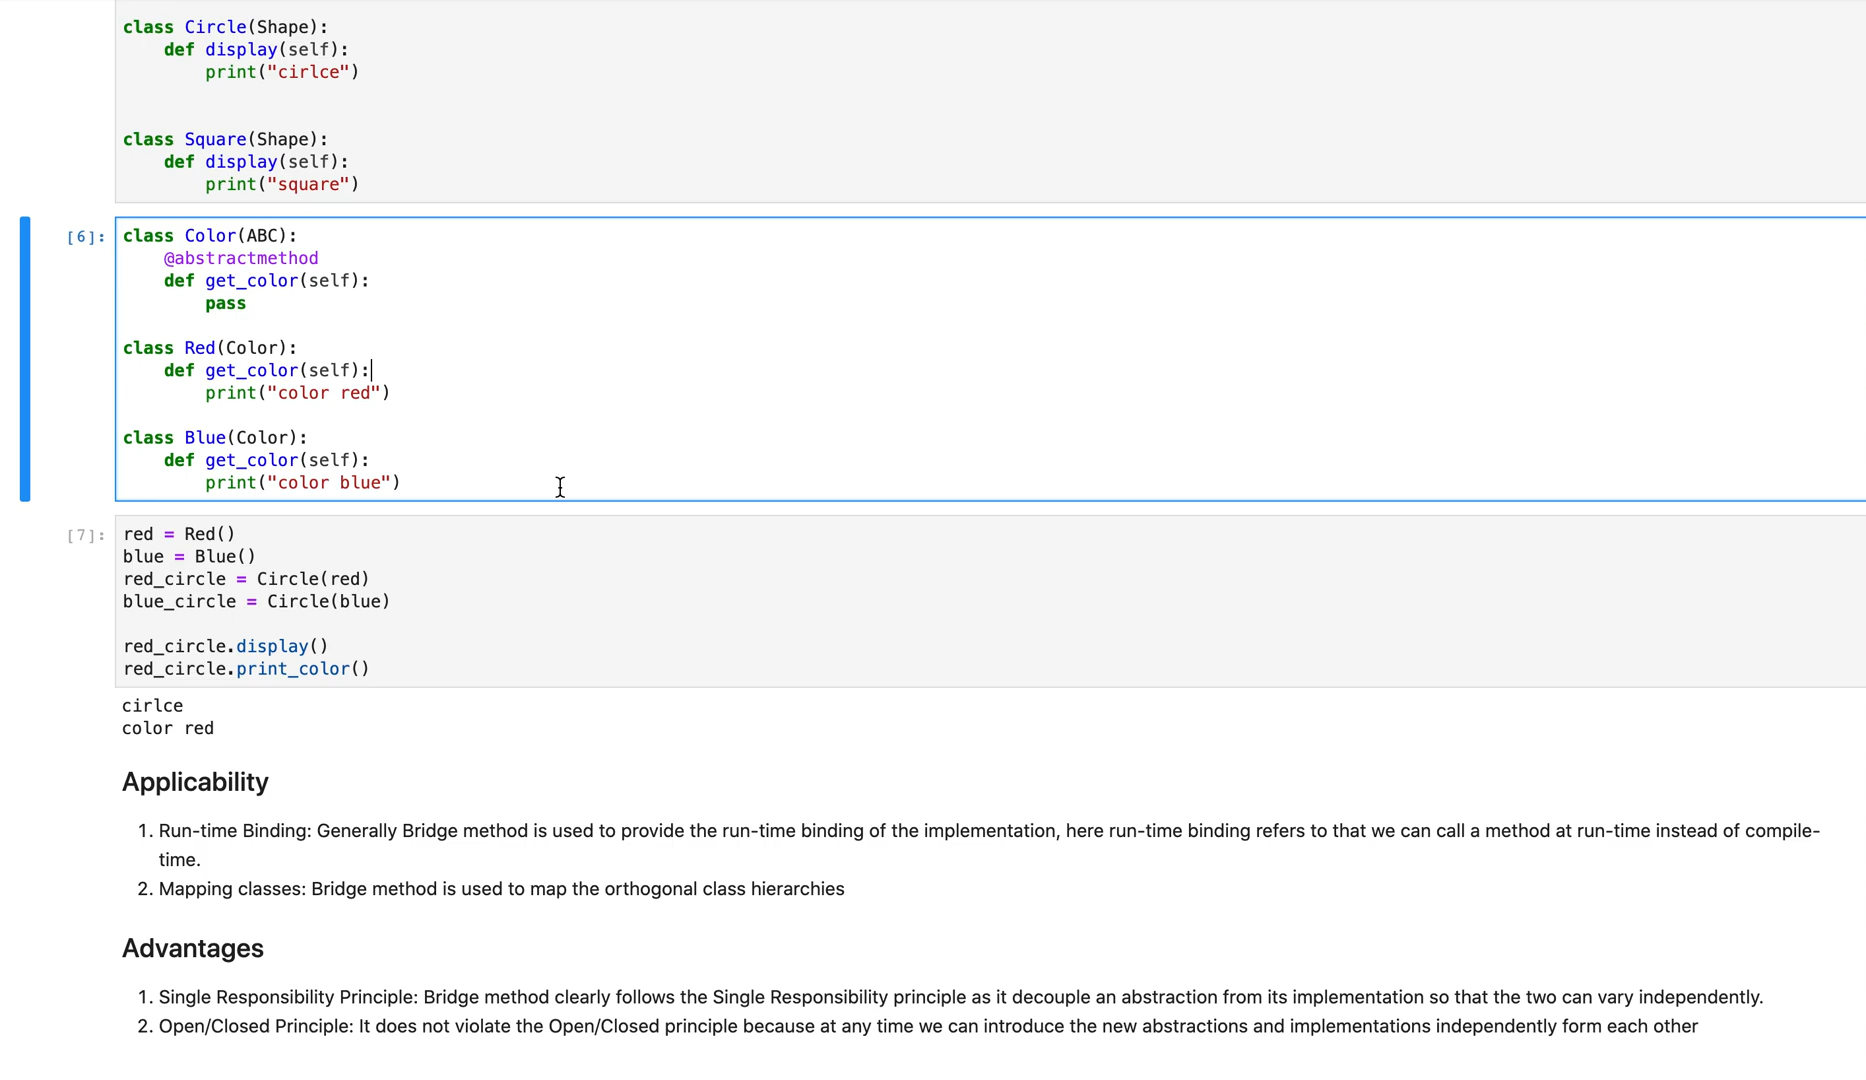 class Circle(Shape):
    def display(self):
        print("cirlce")
class Square(Shape):
    def display(self):
        print("square")
[6]: class Color(ABC):
    @abstractmethod
    def get_color(self):
        pass
class Red(Color):
    def get_color(self):
        print("color red")
class Blue(Color):
    def get_color(self):
        print("color blue")
[7]: red = Red()
blue = Blue()
red_circle = Circle(red)
blue_circle = Circle(blue)
red_circle.display()
red_circle.print_color()
cirlce
color red
Applicability
1. Run-time Binding: Generally Bridge method is used to provide the run-time binding of the implementation, here run-time binding refers to that we can call a method at run-time instead of compile-
time.
2. Mapping classes: Bridge method is used to map the orthogonal class hierarchies
Advantages
1. Single Responsibility Principle: Bridge method clearly follows the Single Responsibility principle as it decouple an abstraction from its implementation so that the two can vary independently.
2. Open/Closed Principle: It does not violate the Open/Closed principle because at any time we can introduce the new abstractions and implementations independently form each other